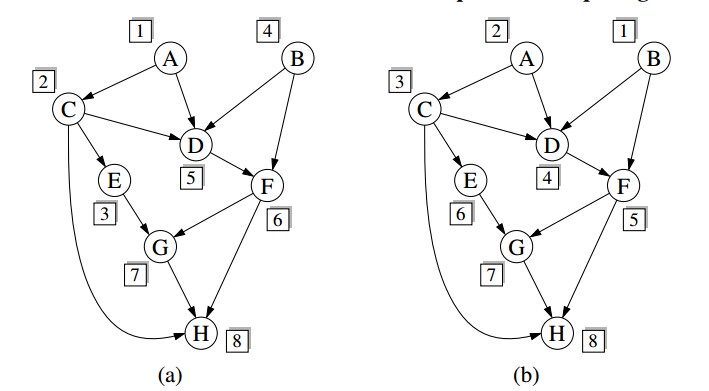 1 4 2 1
A B A B
2 3
C C
D D
5 4
E F E F
3 6 6 5
G G
7 7
H 8 H 8
(a) (b)